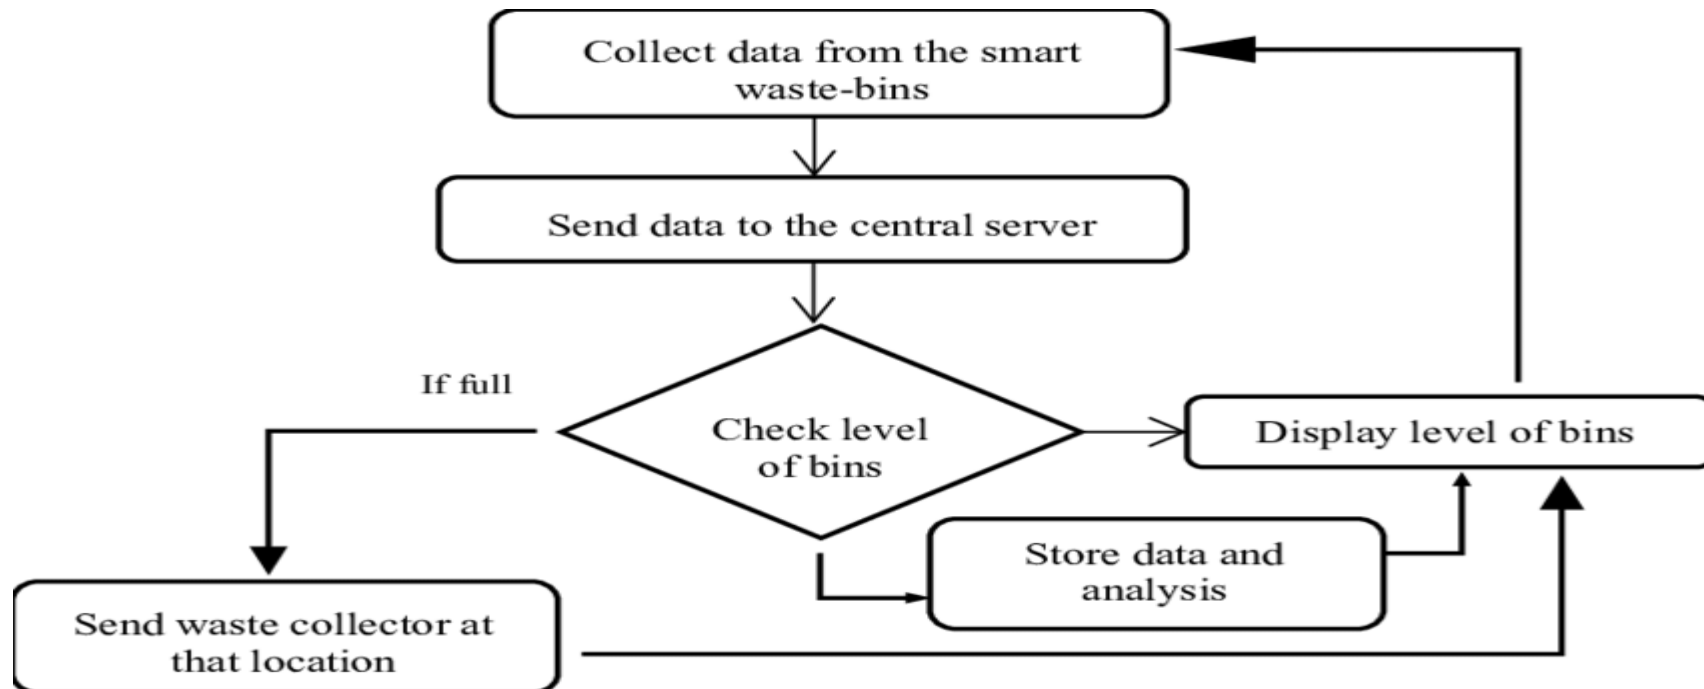 Collect data from the smart
waste-bins
Send data to the central server
If full
Check level
of bins
Display level of bins
Store data and
analysis
Send waste collector at
that location